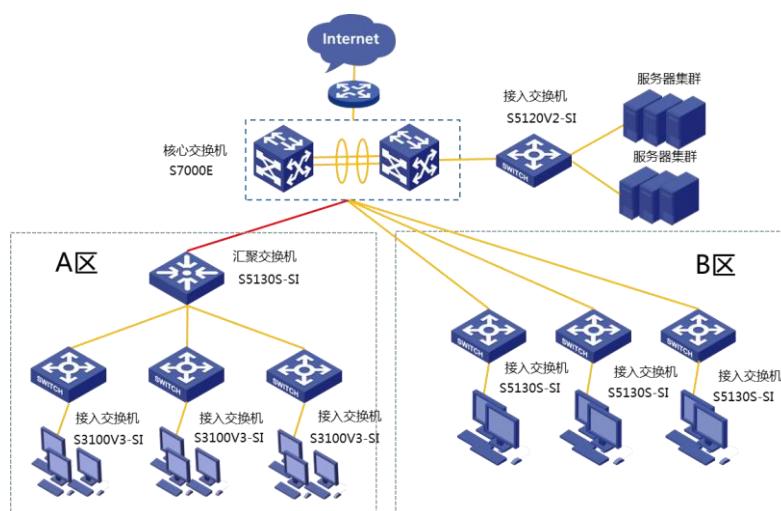 Internet
服务器集群
接入交换机
S5120V2-SI
SWITCH
服务器集群
核心交换机
S7000E
A区
汇聚交换机
S5130S-SI
B区
SWITCH
SWITCH
SWITCH
接入交换机
S5130S-SI
接入交换机
S5130S-SI
接入交换机
S5130S-SI
SWITCH
SWITCH
SWITCH
接入交换机
S3100V3-SI
接入交换机
S3100V3-SI
接入交换机
S3100V3-SI